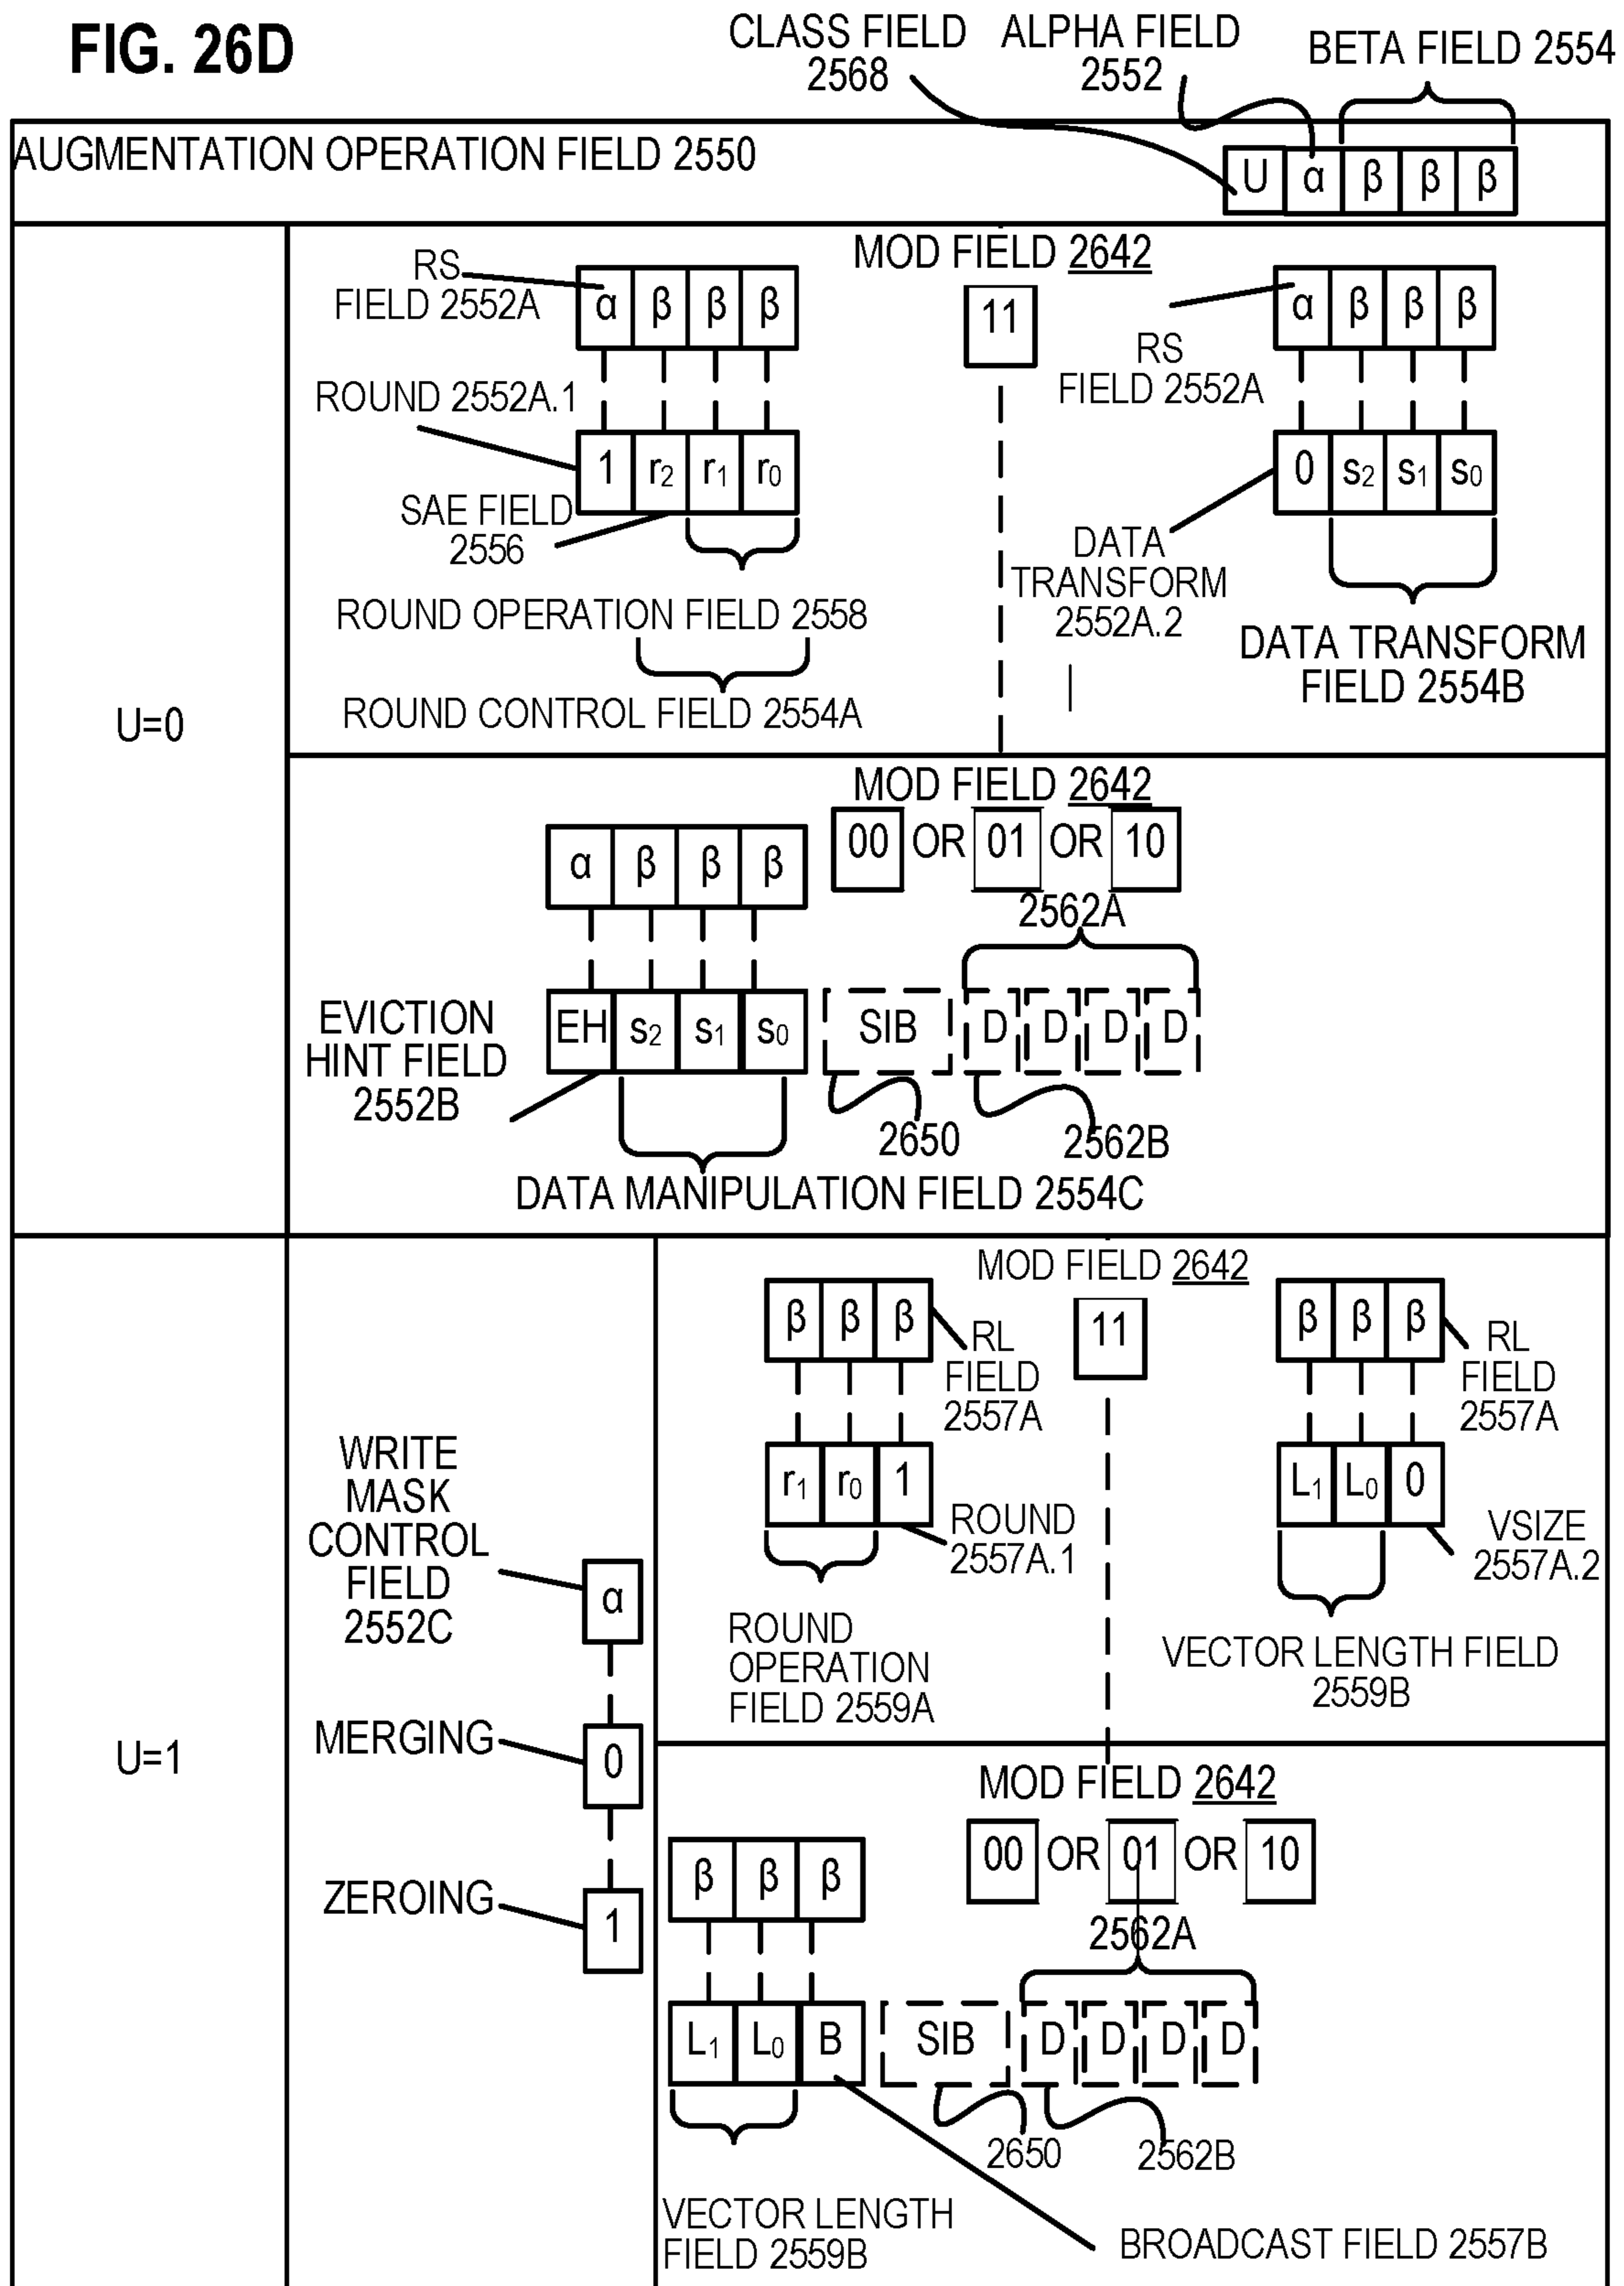 FIG. 26D
CLASS FIELD
2568
ALPHA FIELD
2552
BETA FIELD 2554
AUGMENTATION OPERATION FIELD 2550
U α β β β
U=0
MOD FIELD 2642
11
RS
FIELD 2552A
α β β β
ROUND 2552A.1
1 r2 r1 r0
SAE FIELD
2556
ROUND OPERATION FIELD 2558
ROUND CONTROL FIELD 2554A
α β β β
RS
FIELD 2552A
0 s2 s1 s0
DATA
TRANSFORM
2552A.2
DATA TRANSFORM
FIELD 2554B
MOD FIELD 2642
00 OR 01 OR 10
α β β β
2562A
EVICTION
HINT FIELD
2552B
EH s2 s1 s0 SIB D D D D
2650
2562B
DATA MANIPULATION FIELD 2554C
U=1
WRITE
MASK
CONTROL
FIELD
2552C
α
MERGING
0
ZEROING
1
MOD FIELD 2642
11
β β β
RL
FIELD
2557A
r1 r0 1
ROUND
2557A.1
ROUND
OPERATION
FIELD 2559A
β β β
RL
FIELD
2557A
L1 L0 0
VSIZE
2557A.2
VECTOR LENGTH FIELD
2559B
MOD FIELD 2642
00 OR 01 OR 10
β β β
2562A
L1 L0 B SIB D D D D
2650
2562B
VECTOR LENGTH
FIELD 2559B
BROADCAST FIELD 2557B